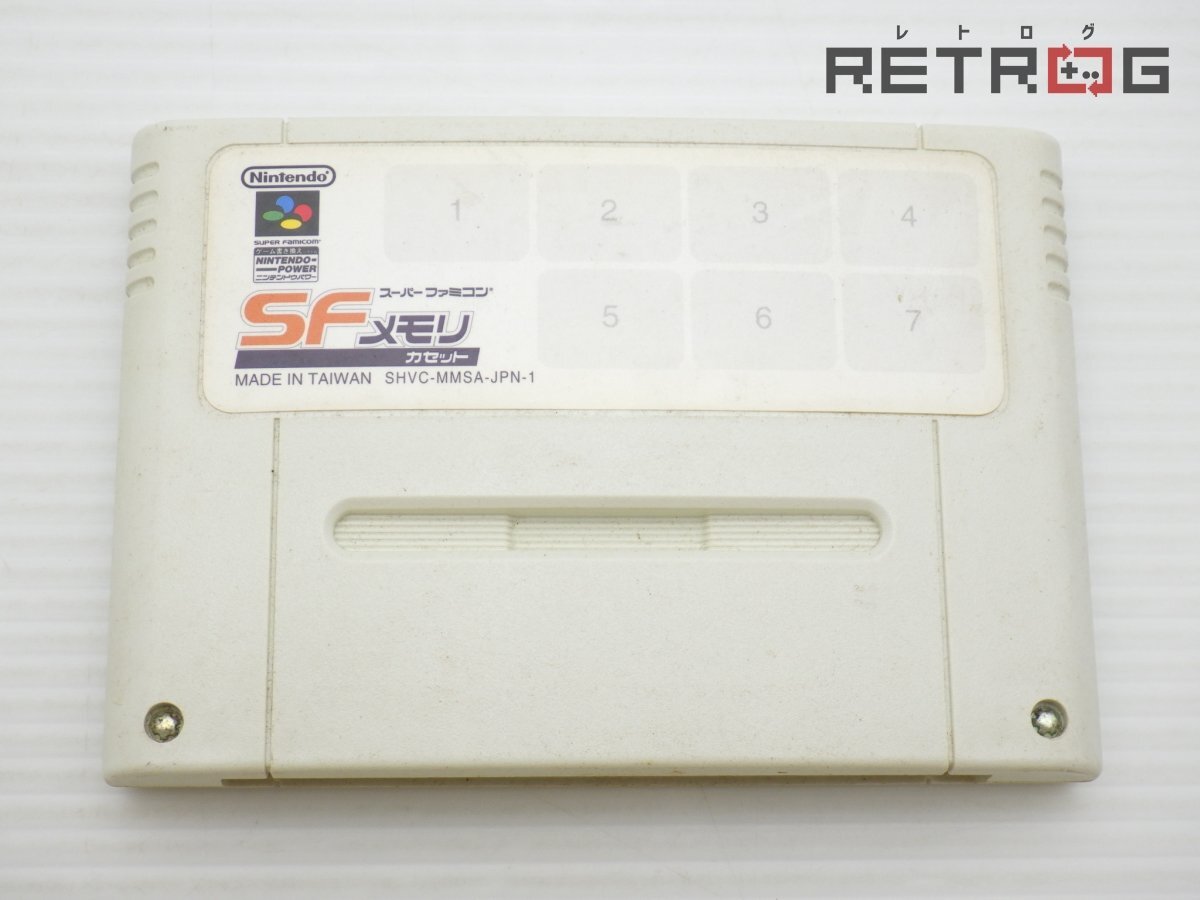 レトログ
RETROG
Nintendo®
1 2 3 4
SUPER FAMICOM
ゲーム書き換え
NINTENDO
POWER
ニンテンドウパワー
スーパーファミコン
SFメモリ
カセット
5 6 7
MADE IN TAIWAN SHVC-MMSA-JPN-1